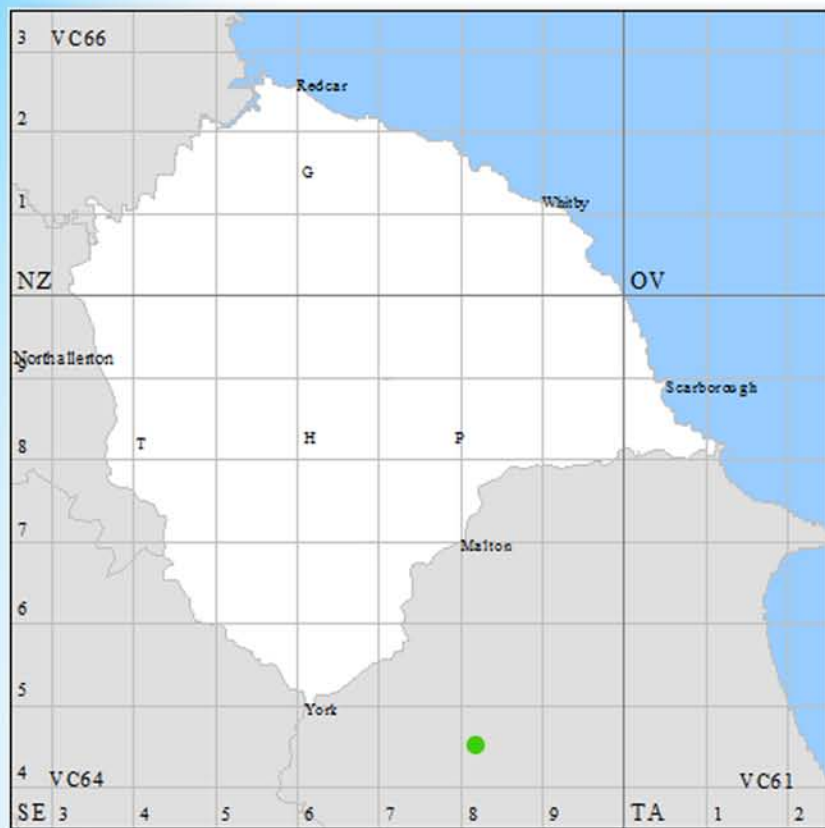 3 VC66
Redcar
2
G
1
Whitby
NZ
OV
Northallerton
9
Scarborough
8
T
H
P
7
Malton
6
5
York
4
VC64
VC61
SE 3 4 5 6 7 8 9 TA 1 2